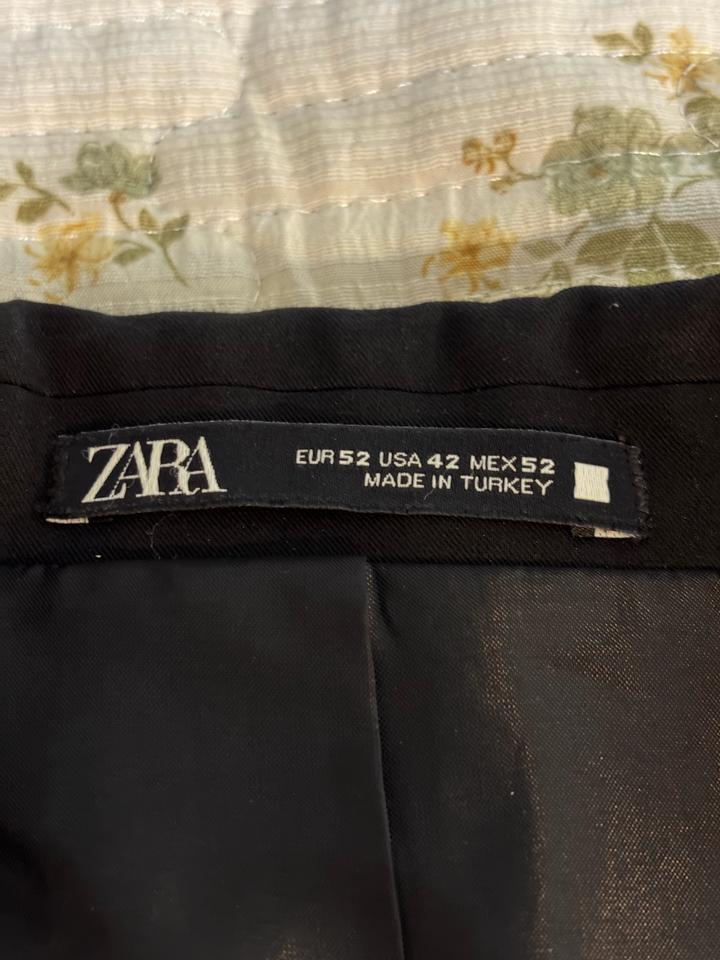 ZARA
EUR 52 USA 42 MEX 52
MADE IN TURKEY